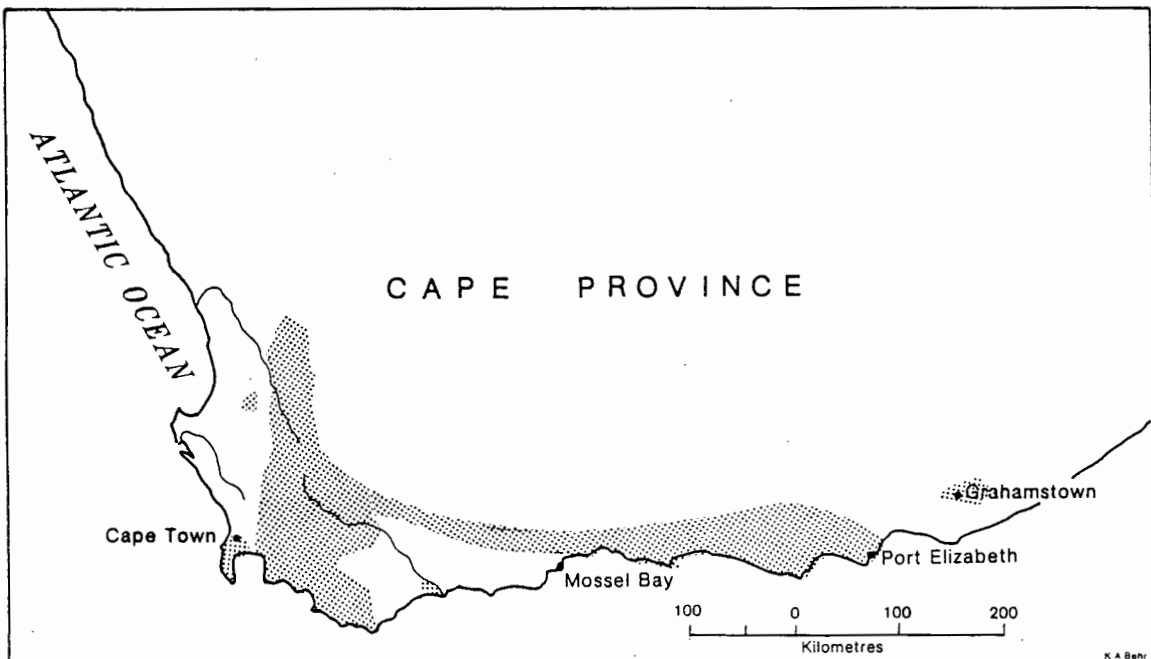 ATLANTIC OCEAN
CAPE PROVINCE
Grahamstown
Cape Town
Port Elizabeth
Mossel Bay
100 0 100 200
Kilometres
K A Behr